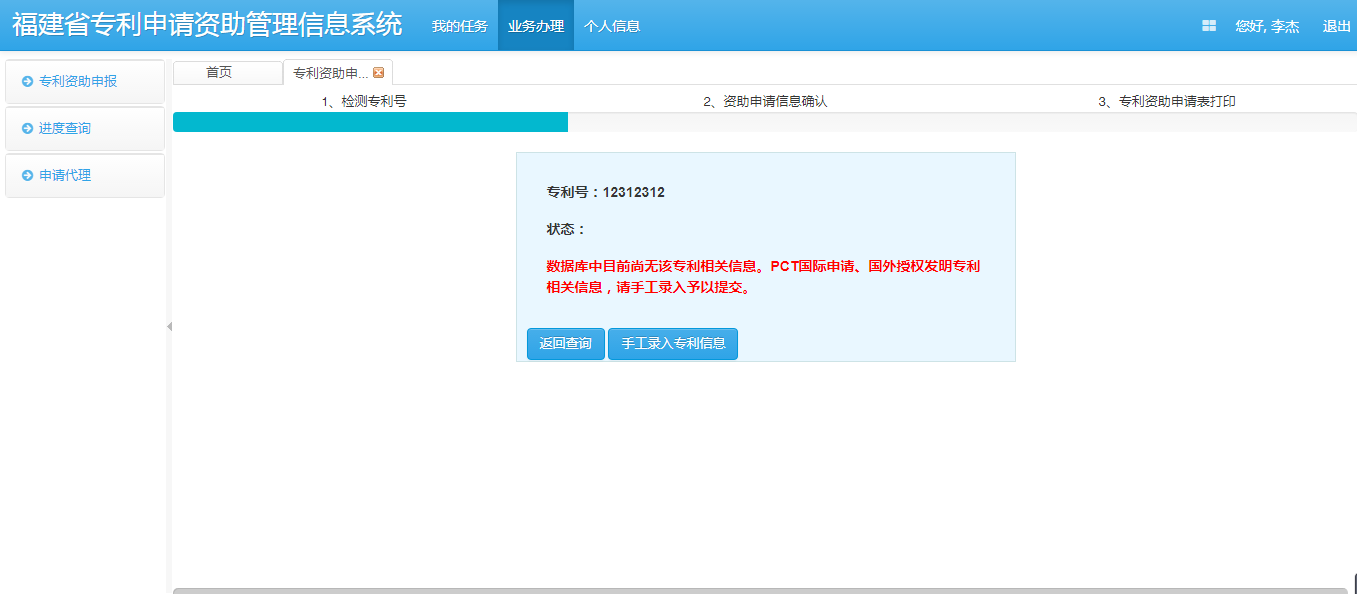 福建省专利申请资助管理信息系统 我的任务 业务办理 个人信息 您好, 李杰 退出
专利资助申报
进度查询
申请代理
首页 专利资助申...
1、检测专利号 2、资助申请信息确认 3、专利资助申请表打印
专利号：12312312
状态：
数据库中目前尚无该专利相关信息。PCT国际申请、国外授权发明专利
相关信息，请手工录入予以提交。
返回查询 手工录入专利信息